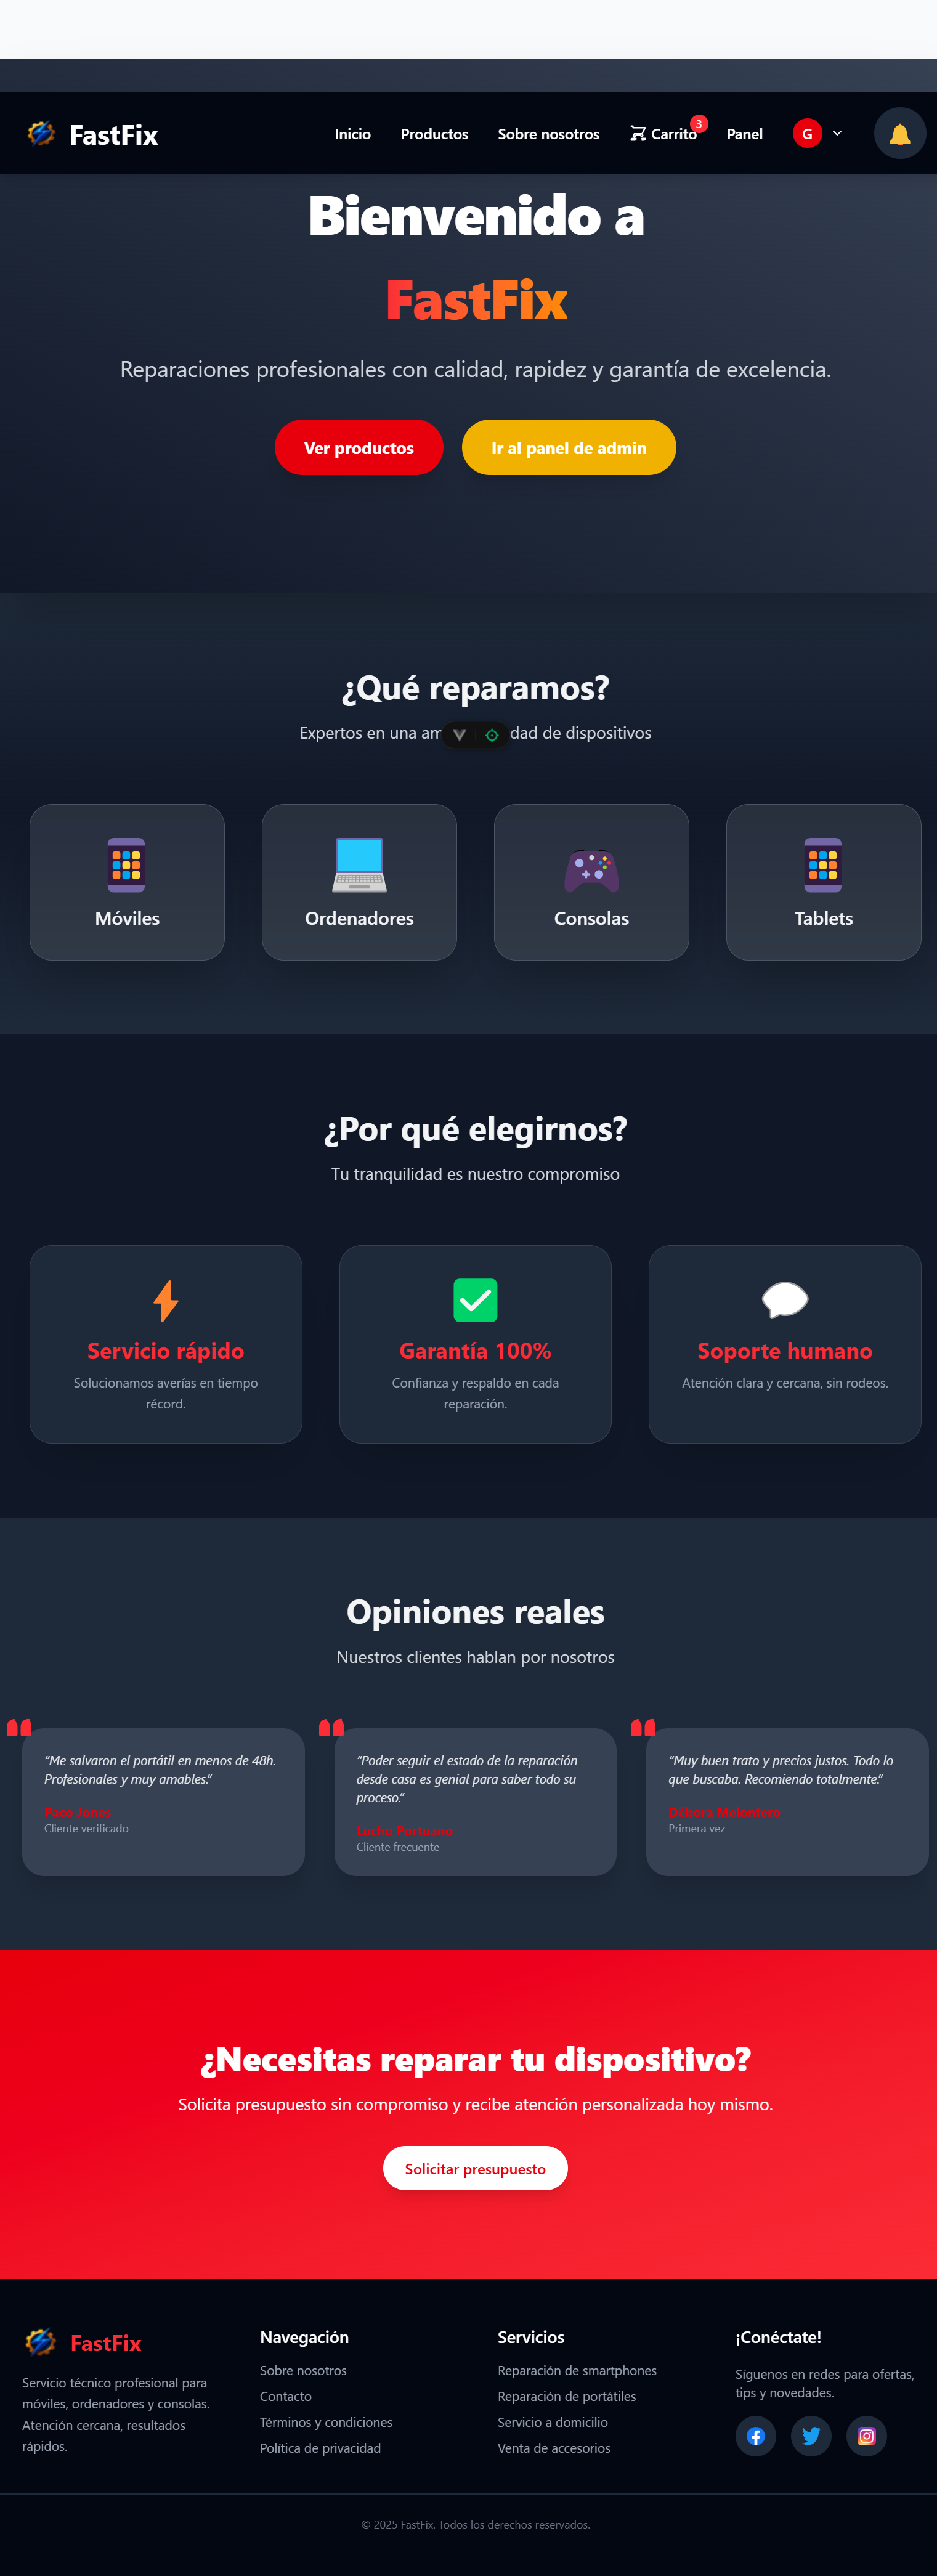 FastFix
Inicio
Productos
Sobre nosotros
Carrito
3
Panel
G
Bienvenido a
FastFix
Reparaciones profesionales con calidad, rapidez y garantía de excelencia.
Ver productos
Ir al panel de admin
¿Qué reparamos?
Expertos en una dad de dispositivos
Móviles
Ordenadores
Consolas
Tablets
¿Por qué elegirnos?
Tu tranquilidad es nuestro compromiso
Servicio rápido
Solucionamos averías en tiempo
récord.
Garantía 100%
Confianza y respaldo en cada
reparación.
Soporte humano
Atención clara y cercana, sin rodeos.
Opiniones reales
Nuestros clientes hablan por nosotros
“Me salvaron el portátil en menos de 48h.
Profesionales y muy amables.”
Paco Jones
Cliente verificado
“Poder seguir el estado de la reparación
desde casa es genial para saber todo su
proceso.”
Lucho Portuano
Cliente frecuente
“Muy buen trato y precios justos. Todo lo
que buscaba. Recomiendo totalmente.”
Débora Melontero
Primera vez
¿Necesitas reparar tu dispositivo?
Solicita presupuesto sin compromiso y recibe atención personalizada hoy mismo.
Solicitar presupuesto
FastFix
Servicio técnico profesional para
móviles, ordenadores y consolas.
Atención cercana, resultados
rápidos.
Navegación
Sobre nosotros
Contacto
Términos y condiciones
Política de privacidad
Servicios
Reparación de smartphones
Reparación de portátiles
Servicio a domicilio
Venta de accesorios
¡Conéctate!
Síguenos en redes para ofertas,
tips y novedades.
© 2025 FastFix. Todos los derechos reservados.